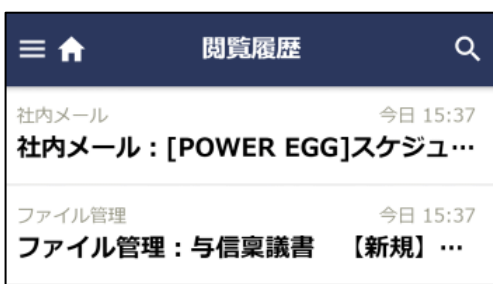 閲覧履歴
社内メール 今日 15:37
社内メール：[POWER EGG]スケジュ…
ファイル管理 今日 15:37
ファイル管理：与信稟議書　【新規】…